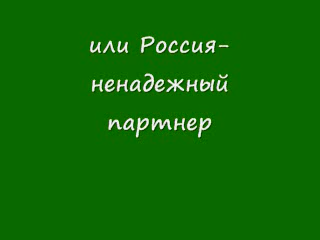 или Россия-
ненадежный
партнер